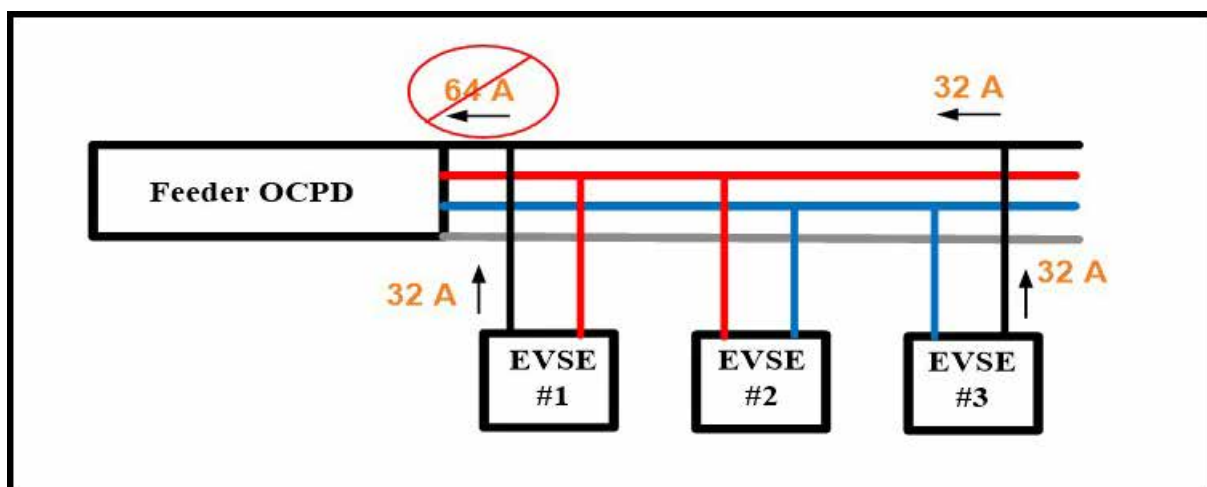 64 A
32 A
Feeder OCPD
32 A
32 A
EVSE
#1
EVSE
#2
EVSE
#3